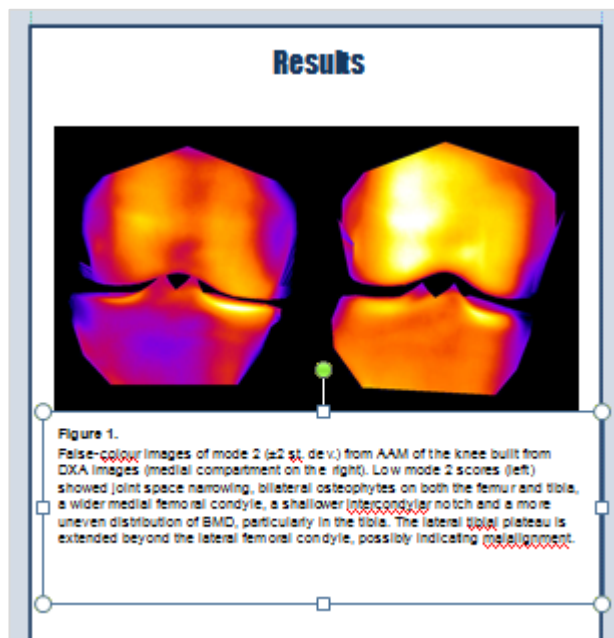 Results
Figure 1.
False-colour images of mode 2 (±2 st. dev.) from AAM of the knee built from
DXA images (medial compartment on the right). Low mode 2 scores (left)
showed joint space narrowing, bilateral osteophytes on both the femur and tibia,
a wider medial femoral condyle, a shallower intercondylar notch and a more
uneven distribution of BMD, particularly in the tibia. The lateral tibial plateau is
extended beyond the lateral femoral condyle, possibly indicating malalignment.